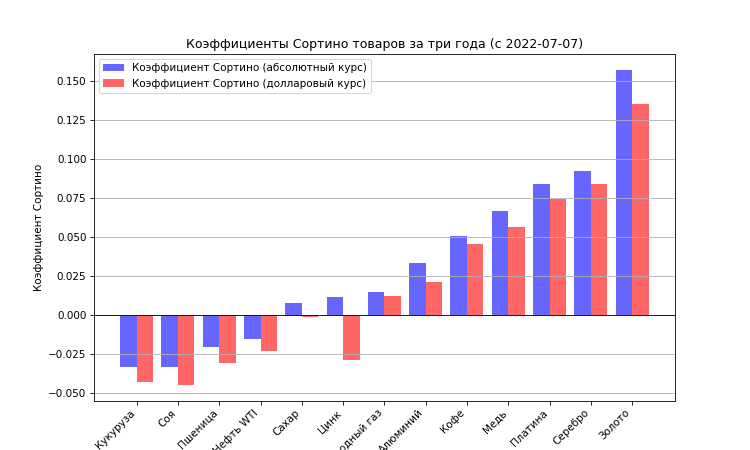 Коэффициенты Сортино товаров за три года (с 2022-07-07)
Коэффициент Сортино (абсолютный курс)
Коэффициент Сортино (долларовый курс)
Коэффициент Сортино
0.150
0.125
0.100
0.075
0.050
0.025
0.000
−0.025
−0.050
Кукуруза
Соя
Пшеница
Нефть WTI
Сахар
Цинк
газ
Алюминий
Кофе
Медь
Платина
Серебро
Золото